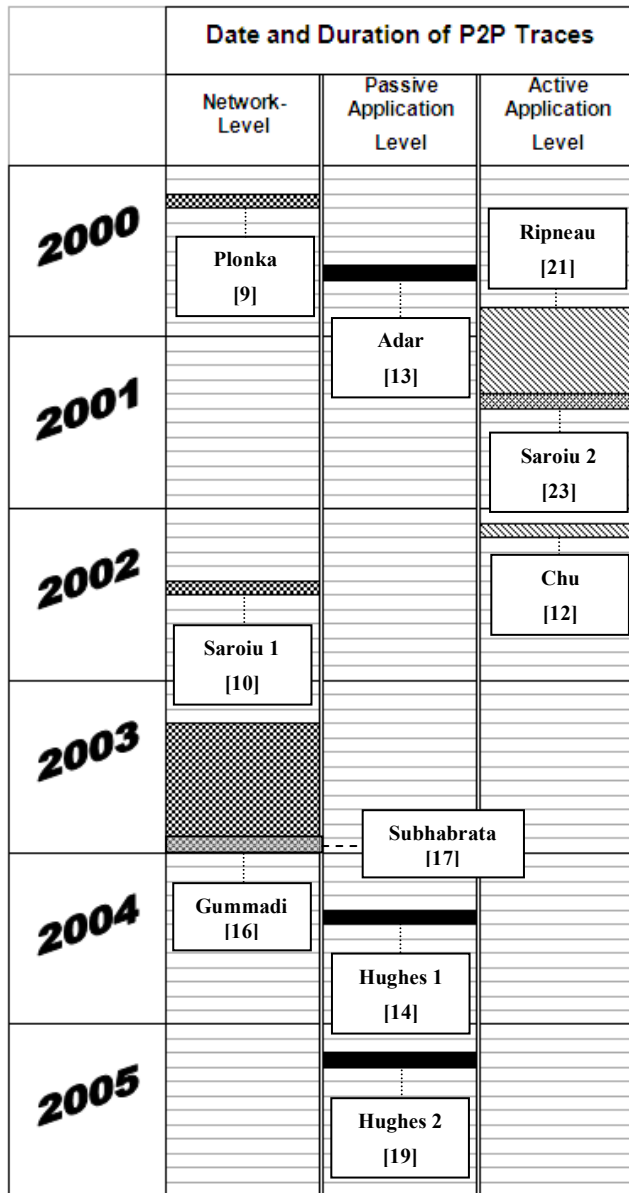 Date and Duration of P2P Traces
Network-
Level
Passive
Application
Level
Active
Application
Level
2000
Plonka
[9]
Adar
[13]
Ripneau
[21]
2001
Saroiu 2
[23]
2002
Chu
[12]
Saroiu 1
[10]
2003
Subhabrata
[17]
2004
Gummadi
[16]
Hughes 1
[14]
2005
Hughes 2
[19]